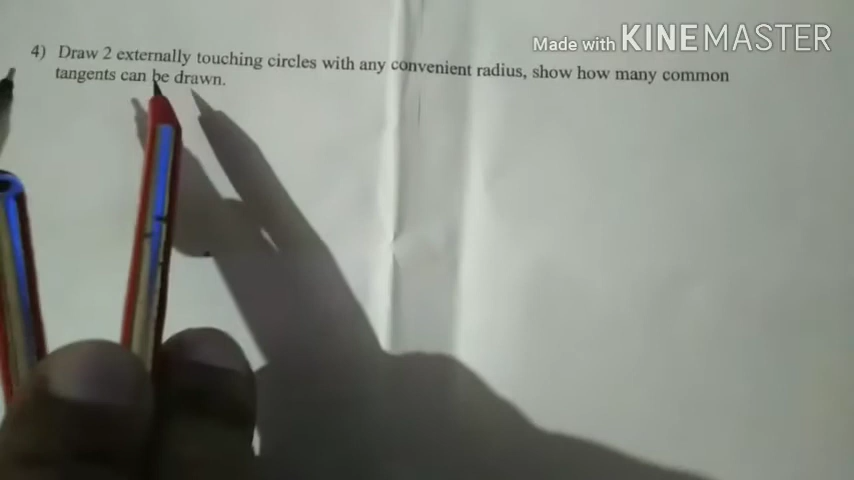 Made with KINEMASTER
4) Draw 2 externally touching circles with any convenient radius, show how many common
tangents can be drawn.